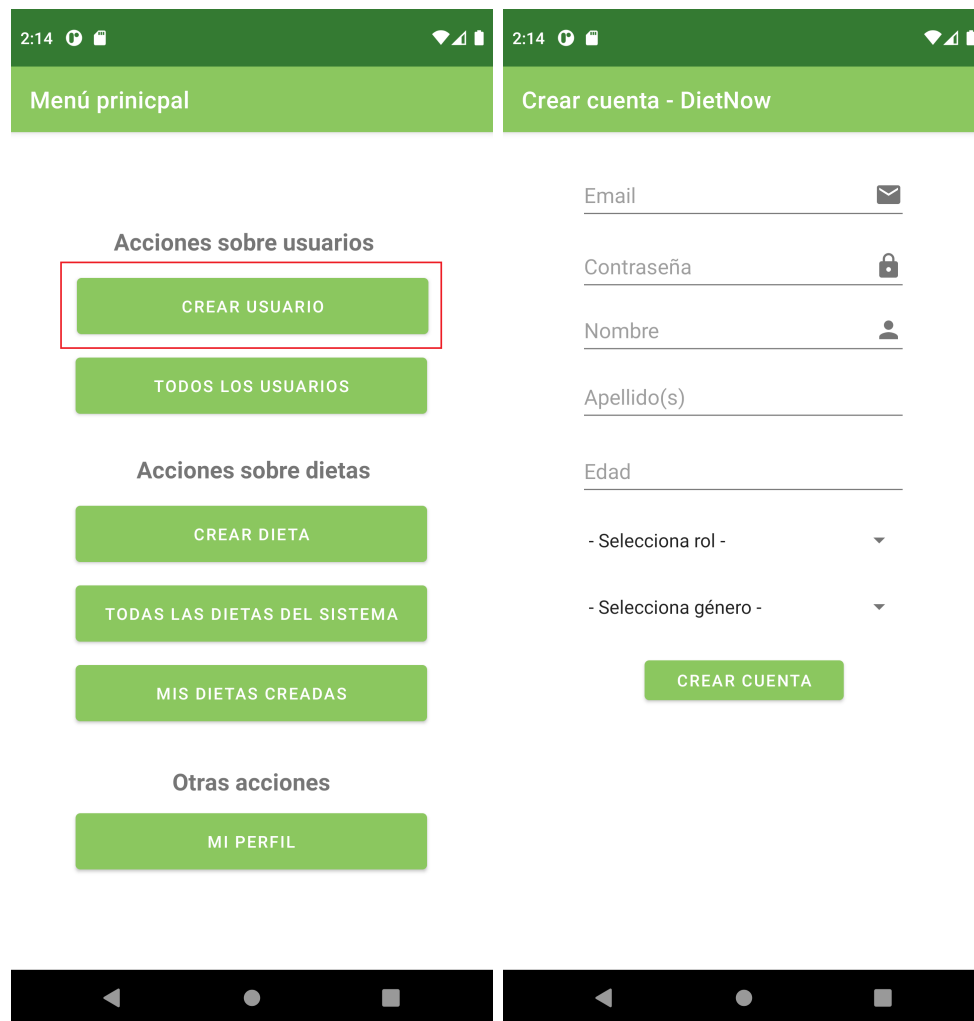 2:14
Menú prinicpal
Acciones sobre usuarios
CREAR USUARIO
TODOS LOS USUARIOS
Acciones sobre dietas
CREAR DIETA
TODAS LAS DIETAS DEL SISTEMA
MIS DIETAS CREADAS
Otras acciones
MI PERFIL
2:14
Crear cuenta - DietNow
Email
Contraseña
Nombre
Apellido(s)
Edad
- Selecciona rol -
- Selecciona género -
CREAR CUENTA